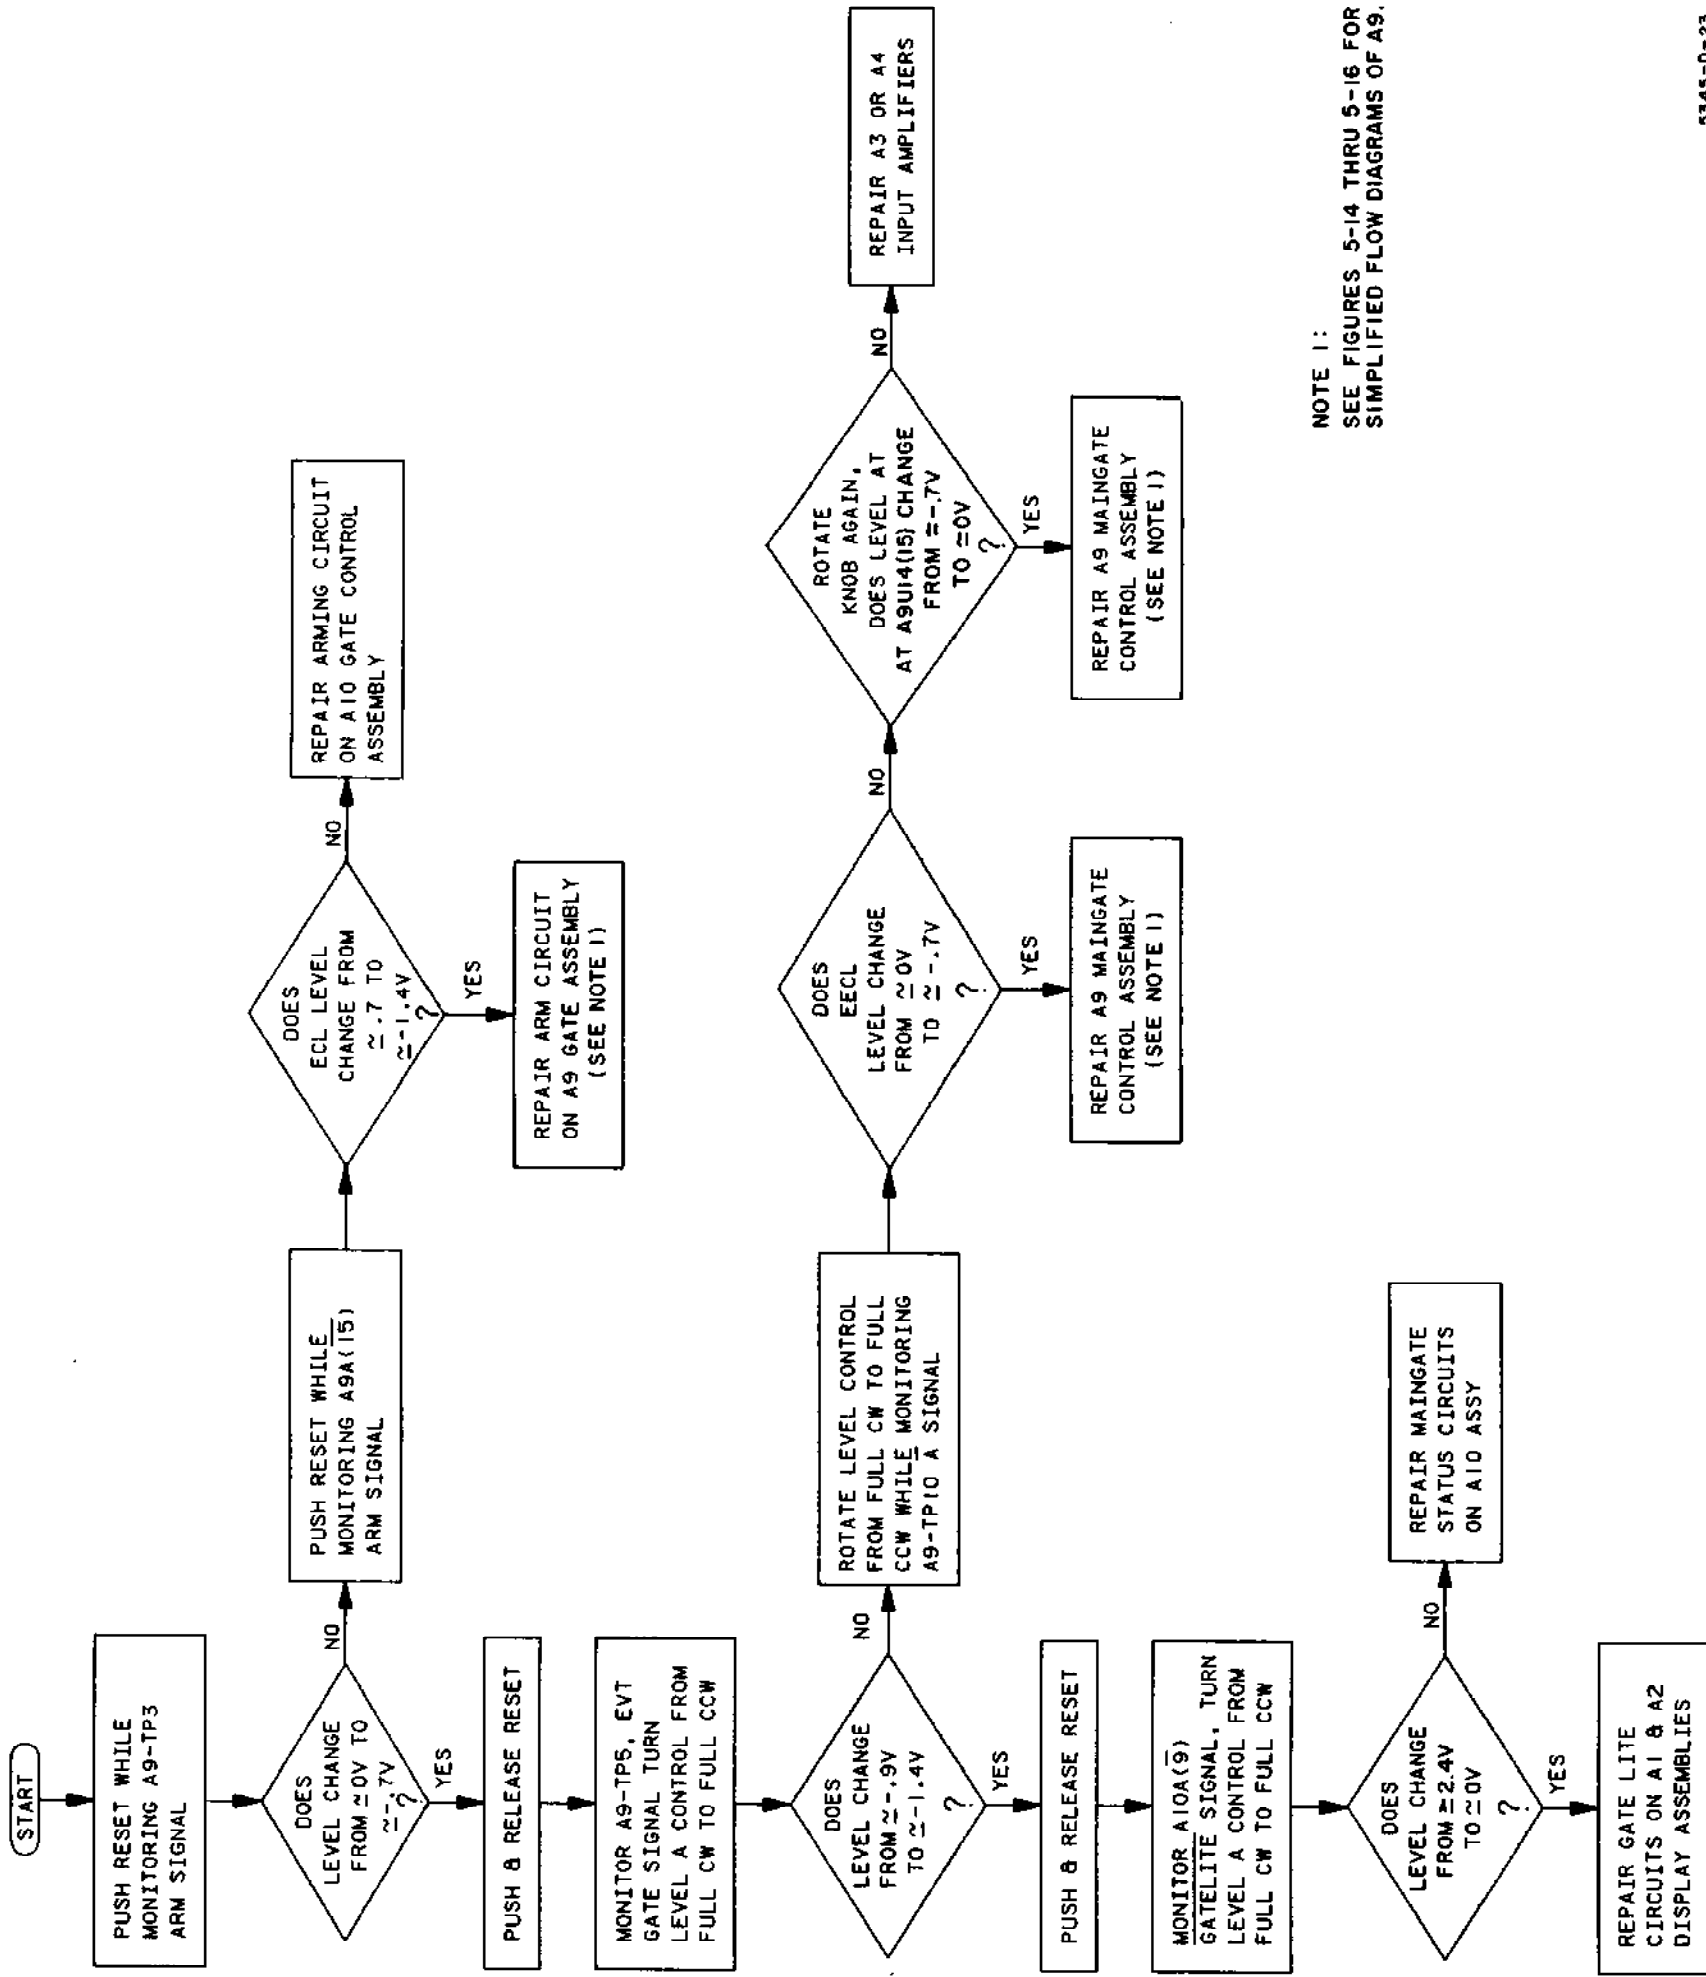 START
PUSH RESET WHILE
MONITORING A9-TP3
ARM SIGNAL
DOES
LEVEL CHANGE
FROM ≃0V TO
≃-.7V
?
NO
YES
PUSH RESET WHILE
MONITORING A9A(15)
ARM SIGNAL
DOES
ECL LEVEL
CHANGE FROM
≃.7 TO
≃-1.4V
?
NO
YES
REPAIR ARMING CIRCUIT
ON A10 GATE CONTROL
ASSEMBLY
REPAIR ARM CIRCUIT
ON A9 GATE ASSEMBLY
(SEE NOTE 1)
PUSH & RELEASE RESET
MONITOR A9-TP5, EVT
GATE SIGNAL TURN
LEVEL A CONTROL FROM
FULL CW TO FULL CCW
DOES
LEVEL CHANGE
FROM ≃-.9V
TO ≃-1.4V
?
NO
YES
ROTATE LEVEL CONTROL
FROM FULL CW TO FULL
CCW WHILE MONITORING
A9-TP10 A SIGNAL
DOES
EECL
LEVEL CHANGE
FROM ≃0V
TO ≃-.7V
?
NO
YES
REPAIR A9 MAINGATE
CONTROL ASSEMBLY
(SEE NOTE 1)
ROTATE
KNOB AGAIN,
DOES LEVEL AT
AT A9U14(15) CHANGE
FROM ≃-.7V
TO ≃0V
?
NO
YES
REPAIR A3 OR A4
INPUT AMPLIFIERS
REPAIR A9 MAINGATE
CONTROL ASSEMBLY
(SEE NOTE 1)
PUSH & RELEASE RESET
MONITOR A10A(9)
GATELITE SIGNAL, TURN
LEVEL A CONTROL FROM
FULL CW TO FULL CCW
DOES
LEVEL CHANGE
FROM ≥2.4V
TO ≃0V
?
NO
YES
REPAIR MAINGATE
STATUS CIRCUITS
ON A10 ASSY
REPAIR GATE LITE
CIRCUITS ON A1 & A2
DISPLAY ASSEMBLIES
NOTE 1:
SEE FIGURES 5-14 THRU 5-16 FOR
SIMPLIFIED FLOW DIAGRAMS OF A9.